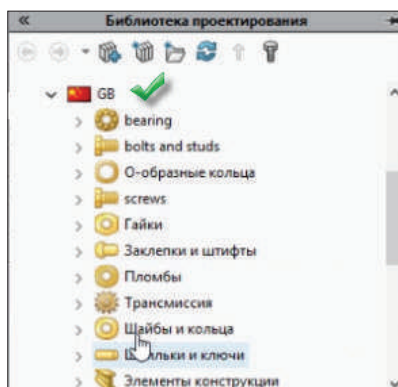 Библиотека проектирования
GB
bearing
bolts and studs
О-образные кольца
screws
Гайки
Заклепки и штифты
Пломбы
Трансмиссия
Шайбы и кольца
и ключи
Элементы конструкции